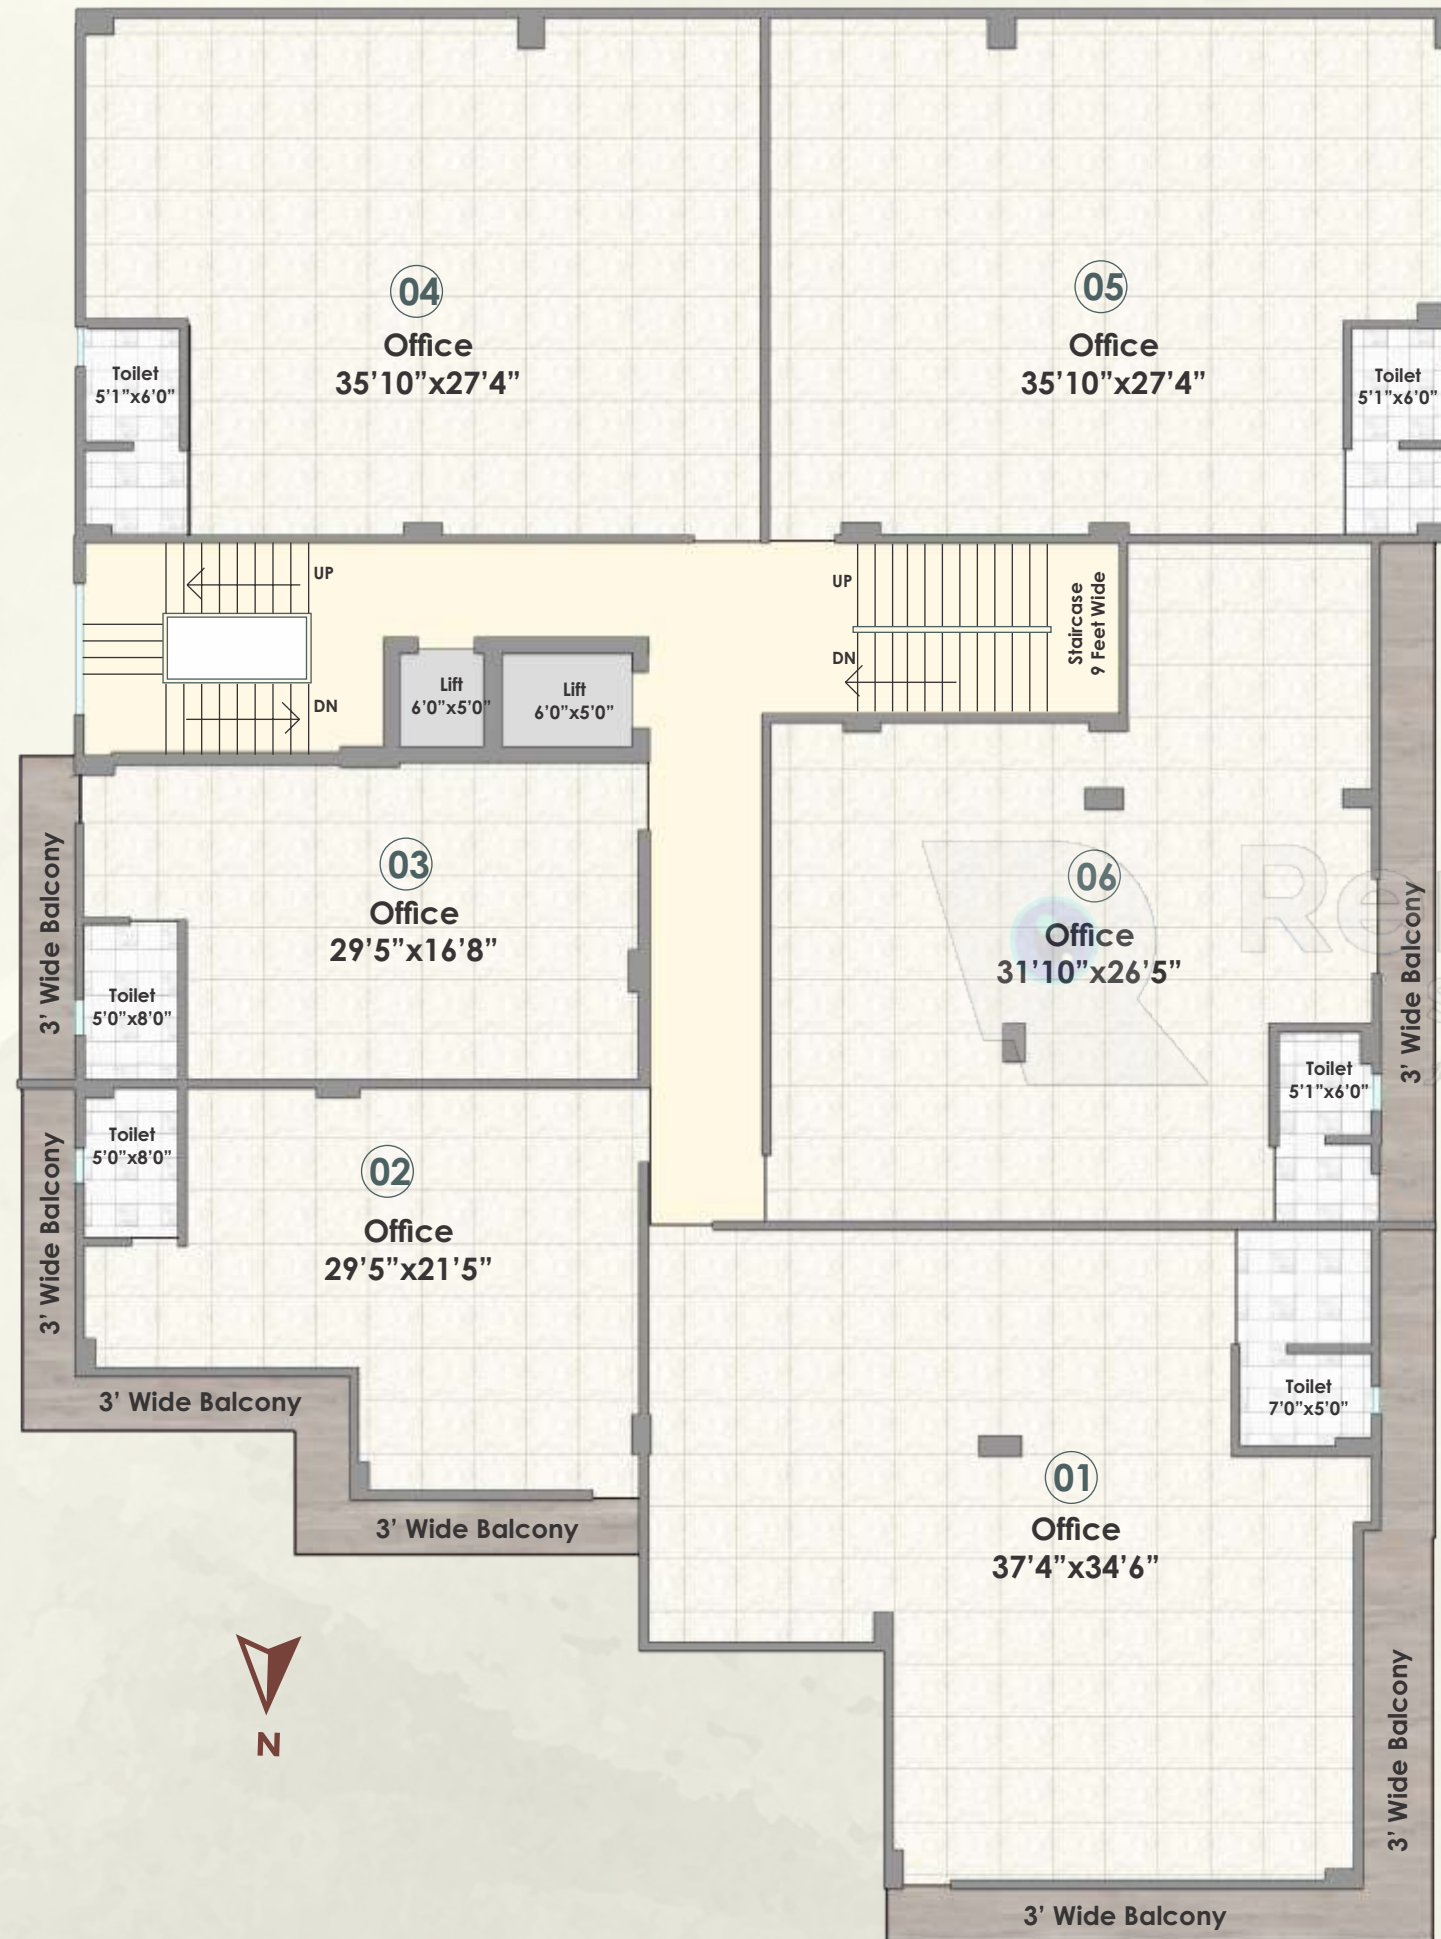 04
Office
35’10”x27’4”
05
Office
35’10”x27’4”
Toilet
5’1”x6’0”
Toilet
5’1”x6’0”
UP
DN
Lift
6’0”x5’0”
Lift
6’0”x5’0”
UP
DN
Staircase
9 Feet Wide
03
Office
29’5”x16’8”
Toilet
5’0”x8’0”
3’ Wide Balcony
06
Office
31’10”x26’5”
Toilet
5’1”x6’0”
3’ Wide Balcony
Toilet
5’0”x8’0”
02
Office
29’5”x21’5”
3’ Wide Balcony
3’ Wide Balcony
3’ Wide Balcony
Toilet
7’0”x5’0”
01
Office
37’4”x34’6”
3’ Wide Balcony
3’ Wide Balcony
N